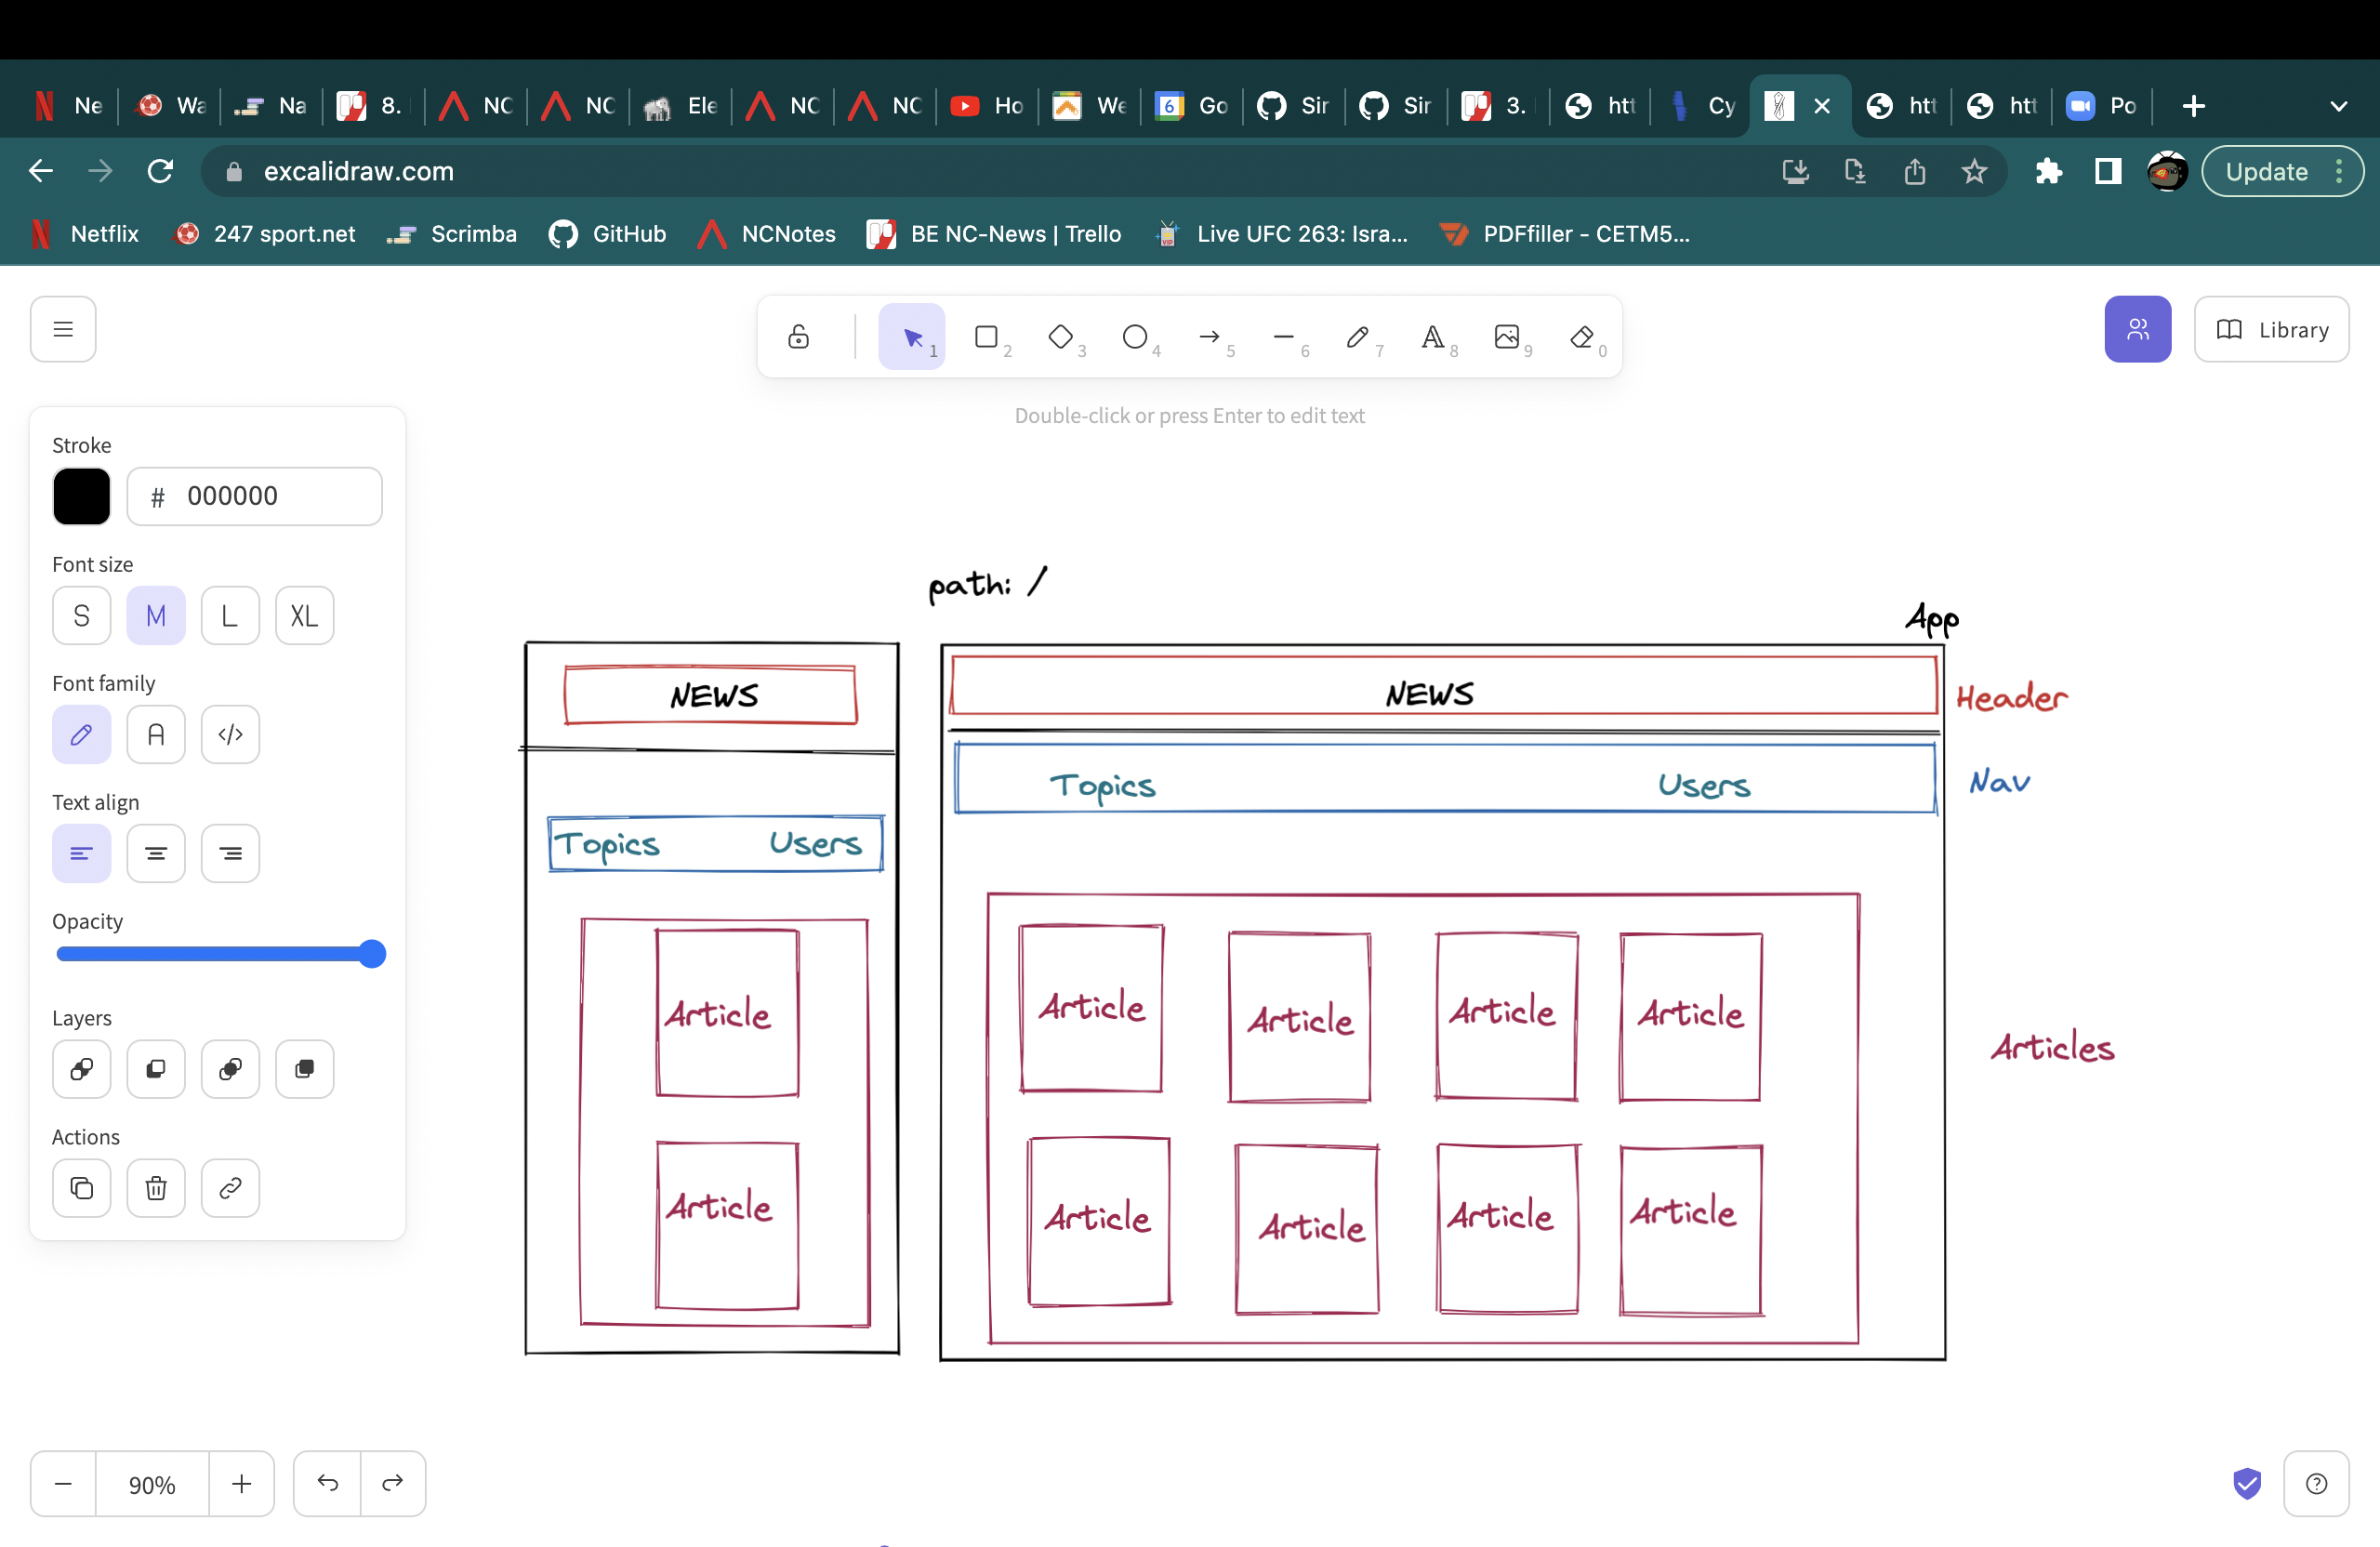 Ne
Wa
Na
8.
NC
NC
Ele
NC
NC
Ho
We
6
Go
Sir
Sir
3.
htt
Cy
htt
htt
Po
excalidraw.com
Update
Netflix
247 sport.net
Scrimba
GitHub
NCNotes
BE NC-News | Trello
VIP
Live UFC 263: Isra...
PDFfiller - CETM5...
1
2
3
4
5
6
7
A 8
9
0
Library
Double-click or press Enter to edit text
Stroke
# 000000
Font size
S M L XL
Font family
A </>
Text align
Opacity
Layers
Actions
path: /
App
NEWS
Topics Users
Article
Article
NEWS
Header
Topics Users
Nav
Article Article Article Article
Articles
Article Article Article Article
90%